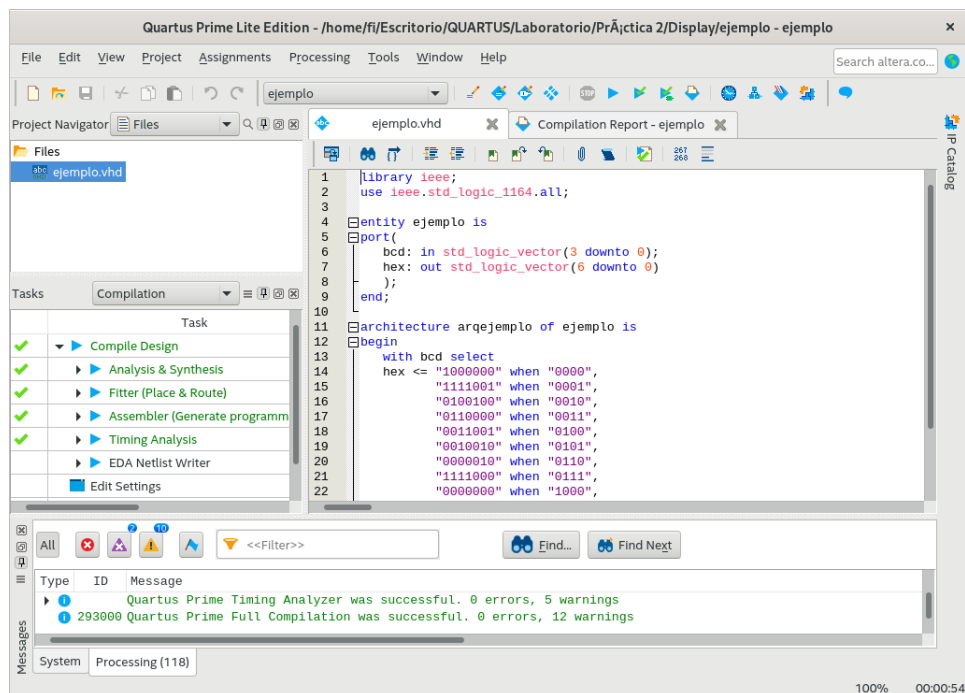 Quartus Prime Lite Edition - /home/fi/Escritorio/QUARTUS/Laboratorio/PrÃ¡ctica 2/Display/ejemplo - ejemplo
File Edit View Project Assignments Processing Tools Window Help
Search altera.co...
ejemplo
STOP
Project Navigator Files
Files
abc ejemplo.vhd
Tasks Compilation
Task
Compile Design
Analysis & Synthesis
Fitter (Place & Route)
Assembler (Generate programm
Timing Analysis
EDA Netlist Writer
Edit Settings
abc ejemplo.vhd Compilation Report - ejemplo
267
268
1 library ieee;
2 use ieee.std_logic_1164.all;
3
4 entity ejemplo is
5 port(
6 bcd: in std_logic_vector(3 downto 0);
7 hex: out std_logic_vector(6 downto 0)
8 );
9 end;
10
11 architecture arqejemplo of ejemplo is
12 begin
13 with bcd select
14 hex <= "1000000" when "0000",
15 "1111001" when "0001",
16 "0100100" when "0010",
17 "0110000" when "0011",
18 "0011001" when "0100",
19 "0010010" when "0101",
20 "0000010" when "0110",
21 "1111000" when "0111",
22 "0000000" when "1000",
IP Catalog
All 2 10 <<Filter>> Find... Find Next
Type ID Message
Quartus Prime Timing Analyzer was successful. 0 errors, 5 warnings
293000 Quartus Prime Full Compilation was successful. 0 errors, 12 warnings
Messages
System Processing (118)
100% 00:00:54